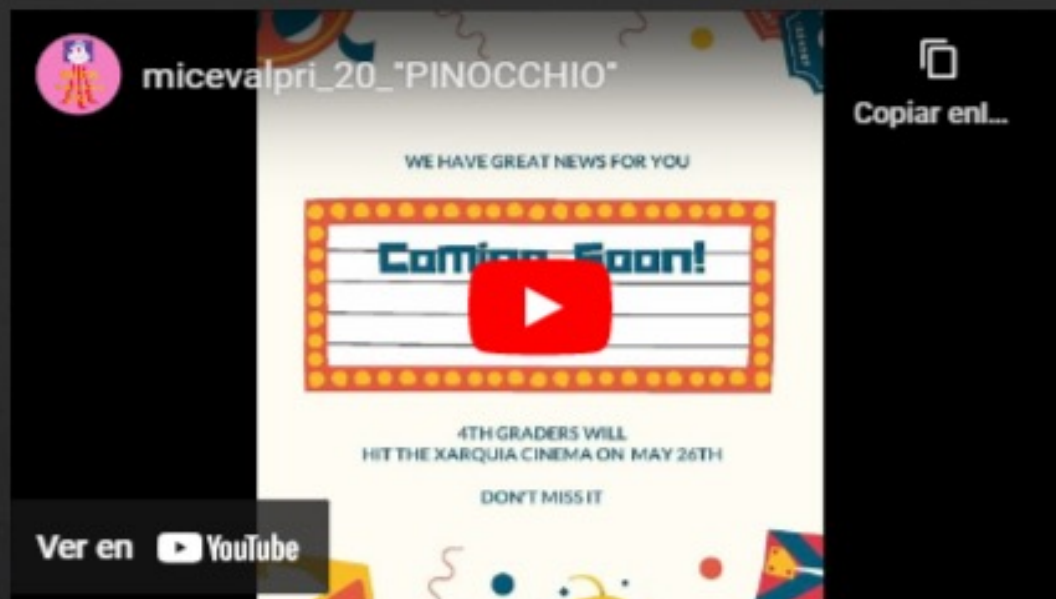 micevalpri_20_"PINOCCHIO"
Copiar enl...
WE HAVE GREAT NEWS FOR YOU
Coming Soon!
4TH GRADERS WILL
HIT THE XARQUIA CINEMA ON MAY 26TH
DON'T MISS IT
Ver en YouTube